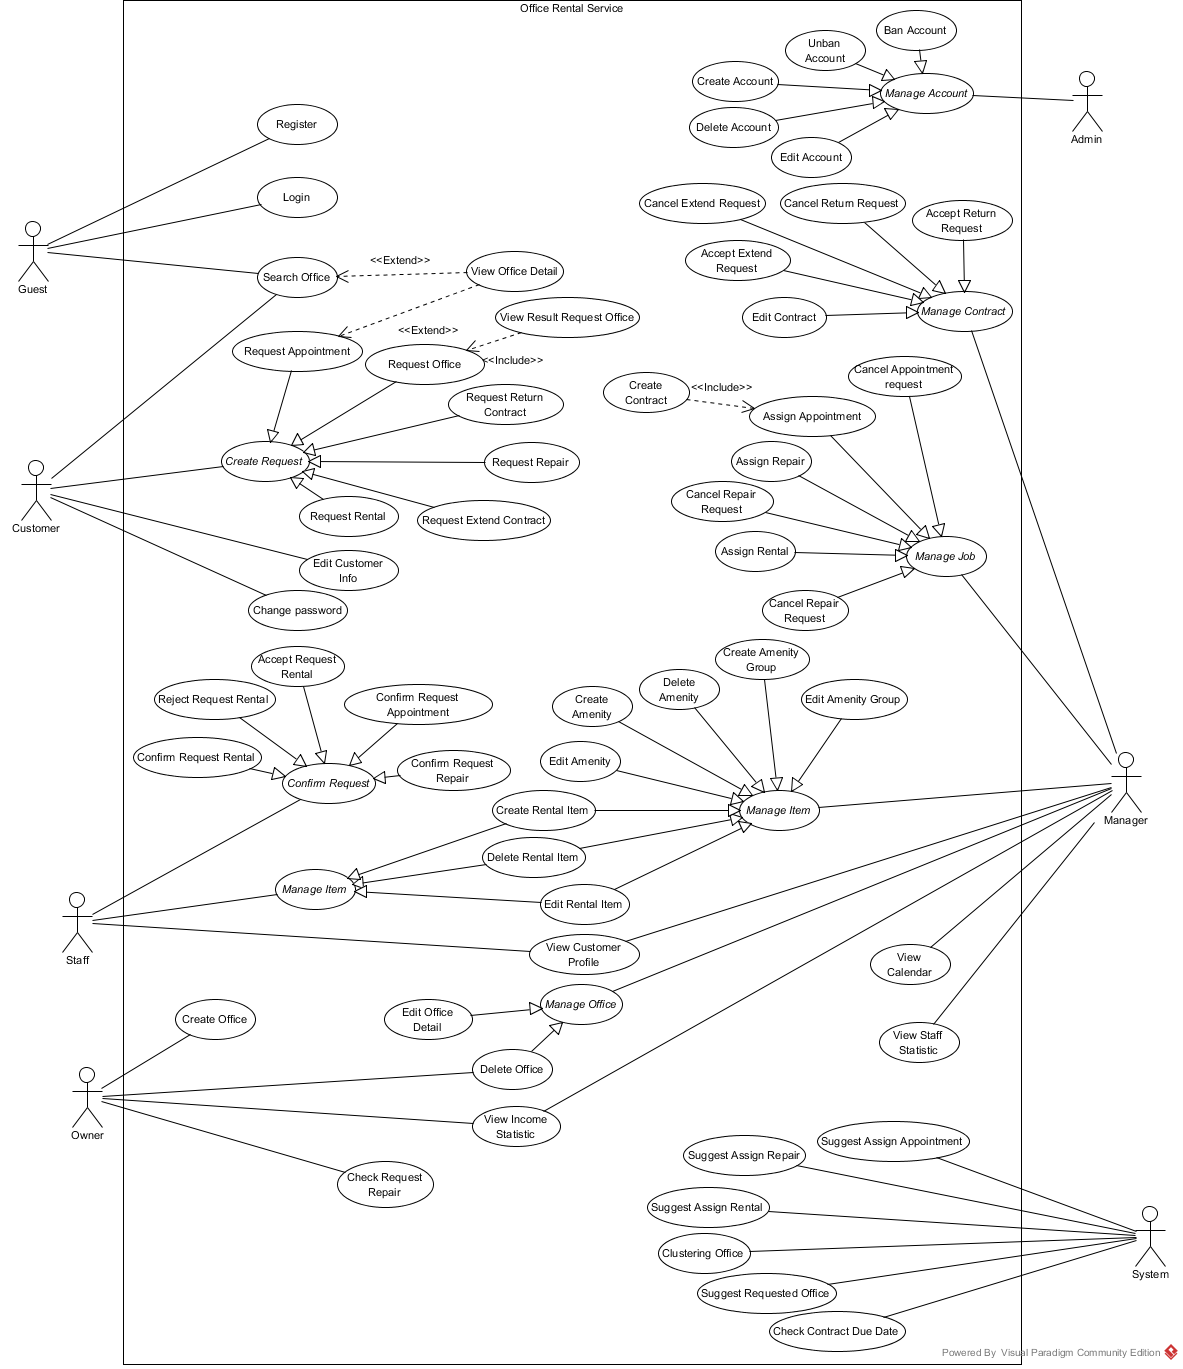 Office Rental Service
Ban Account
Unban
Account
Create Account
Manage Account
Delete Account
Edit Account
Admin
Register
Login
Guest
Search Office
<<Extend>>
View Office Detail
View Result Request Office
<<Extend>>
Request Appointment
Request Office
<<Include>>
Request Return
Contract
Create Request
Request Repair
Request Rental
Request Extend Contract
Customer
Edit Customer
Info
Change password
Cancel Extend Request
Cancel Return Request
Accept Return
Request
Accept Extend
Request
Edit Contract
Manage Contract
Cancel Appointment
request
Create
Contract
<<Include>>
Assign Appointment
Assign Repair
Cancel Repair
Request
Assign Rental
Manage Job
Cancel Repair
Request
Accept Request
Rental
Reject Request Rental
Confirm Request
Appointment
Confirm Request Rental
Confirm Request
Repair
Confirm Request
Create Amenity
Group
Delete
Amenity
Edit Amenity Group
Create
Amenity
Edit Amenity
Create Rental Item
Manage Item
Manager
Delete Rental Item
Manage Item
Edit Rental Item
Staff
View Customer
Profile
View
Calendar
Manage Office
Edit Office
Detail
Create Office
View Staff
Statistic
Delete Office
Owner
View Income
Statistic
Check Request
Repair
Suggest Assign Appointment
Suggest Assign Repair
Suggest Assign Rental
Clustering Office
System
Suggest Requested Office
Check Contract Due Date
Powered By Visual Paradigm Community Edition